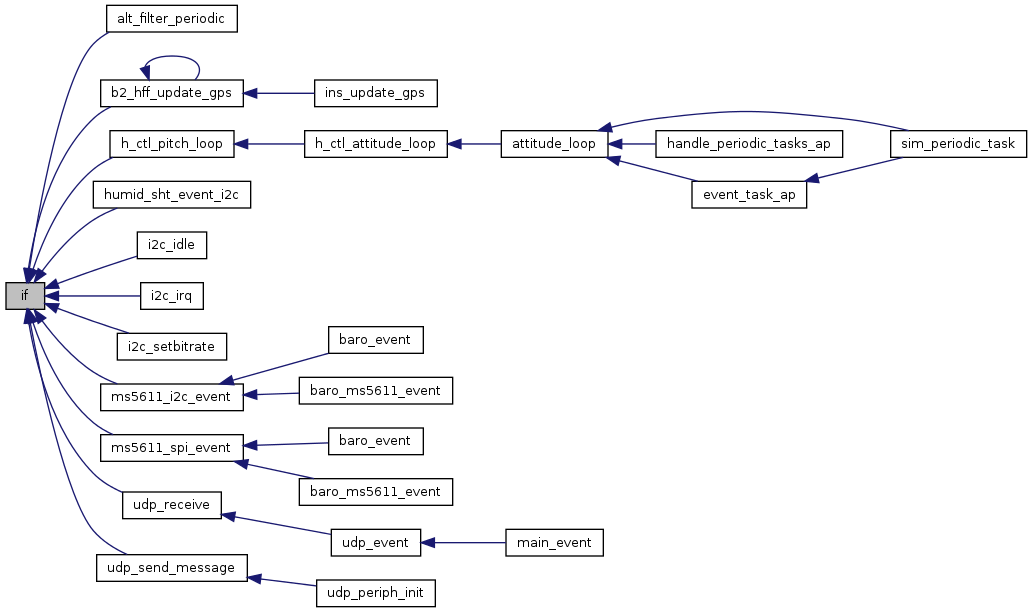 alt_filter_periodic
b2_hff_update_gps
ins_update_gps
h_ctl_pitch_loop
h_ctl_attitude_loop
attitude_loop
handle_periodic_tasks_ap
sim_periodic_task
humid_sht_event_i2c
event_task_ap
i2c_idle
if
i2c_irq
i2c_setbitrate
baro_event
ms5611_i2c_event
baro_ms5611_event
ms5611_spi_event
baro_event
baro_ms5611_event
udp_receive
udp_event
main_event
udp_send_message
udp_periph_init